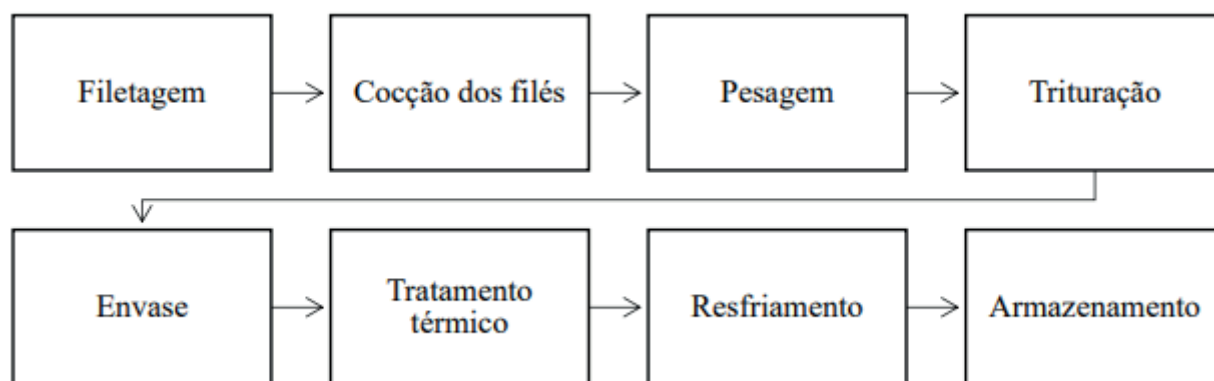 Filetagem
Cocção dos filés
Pesagem
Trituração
Envase
Tratamento
térmico
Resfriamento
Armazenamento